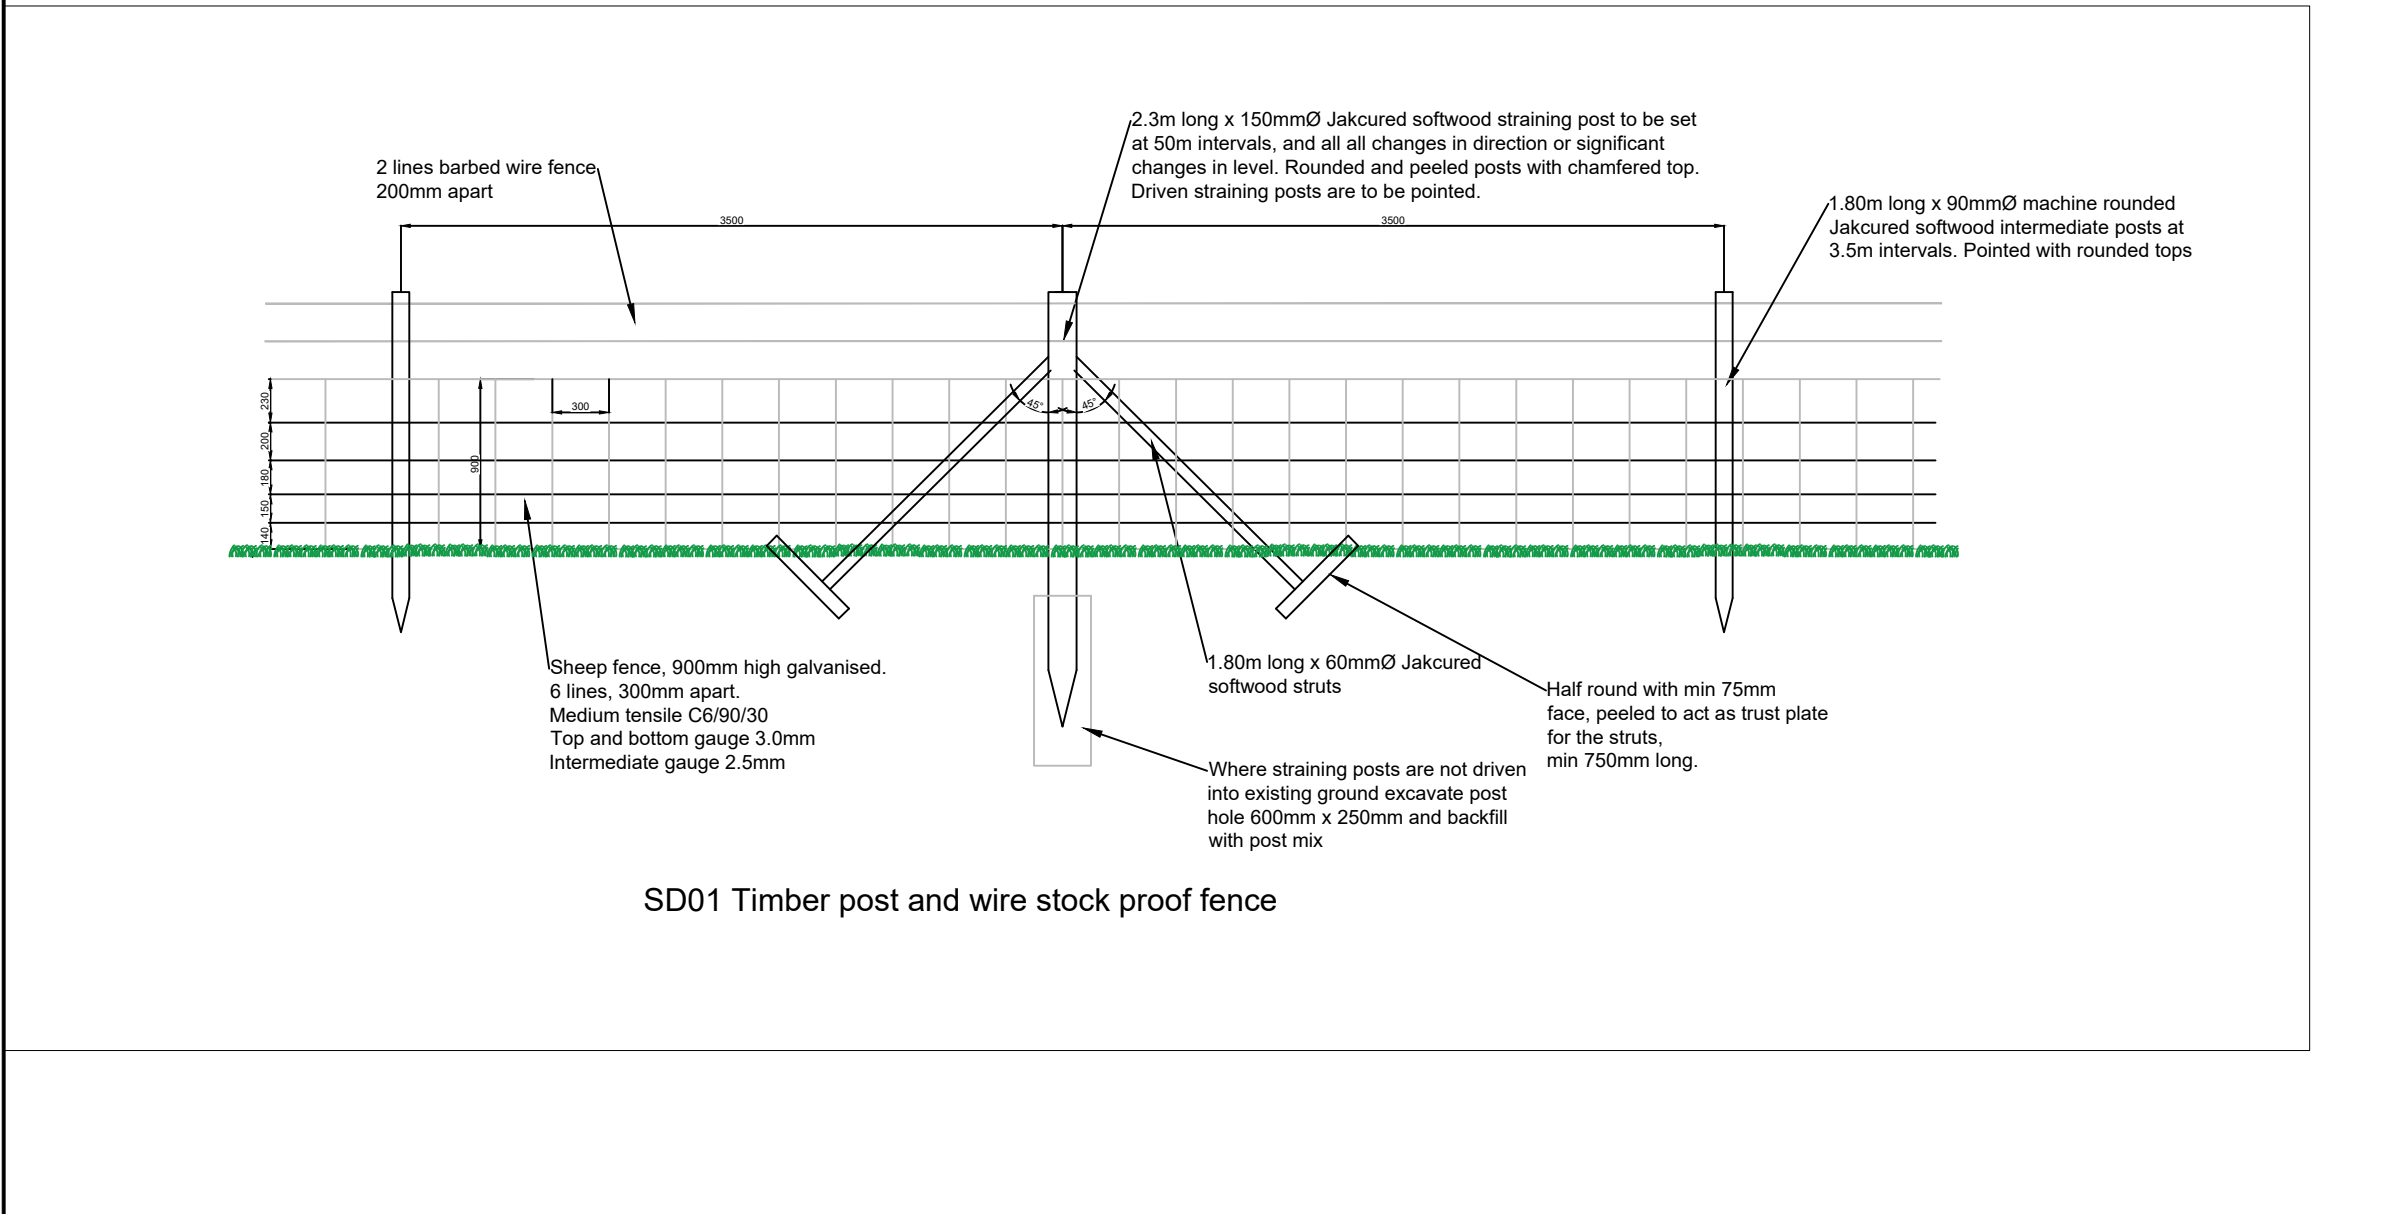 2.3m long x 150mmØ Jakcured softwood straining post to be set
at 50m intervals, and all all changes in direction or significant
changes in level. Rounded and peeled posts with chamfered top.
Driven straining posts are to be pointed.
2 lines barbed wire fence
200mm apart
1.80m long x 90mmØ machine rounded
Jakcured softwood intermediate posts at
3.5m intervals. Pointed with rounded tops
3500
3500
230
200
180
150
140
900
300
45°
45°
Sheep fence, 900mm high galvanised.
6 lines, 300mm apart.
Medium tensile C6/90/30
Top and bottom gauge 3.0mm
Intermediate gauge 2.5mm
1.80m long x 60mmØ Jakcured
softwood struts
Half round with min 75mm
face, peeled to act as trust plate
for the struts,
min 750mm long.
Where straining posts are not driven
into existing ground excavate post
hole 600mm x 250mm and backfill
with post mix
SD01 Timber post and wire stock proof fence